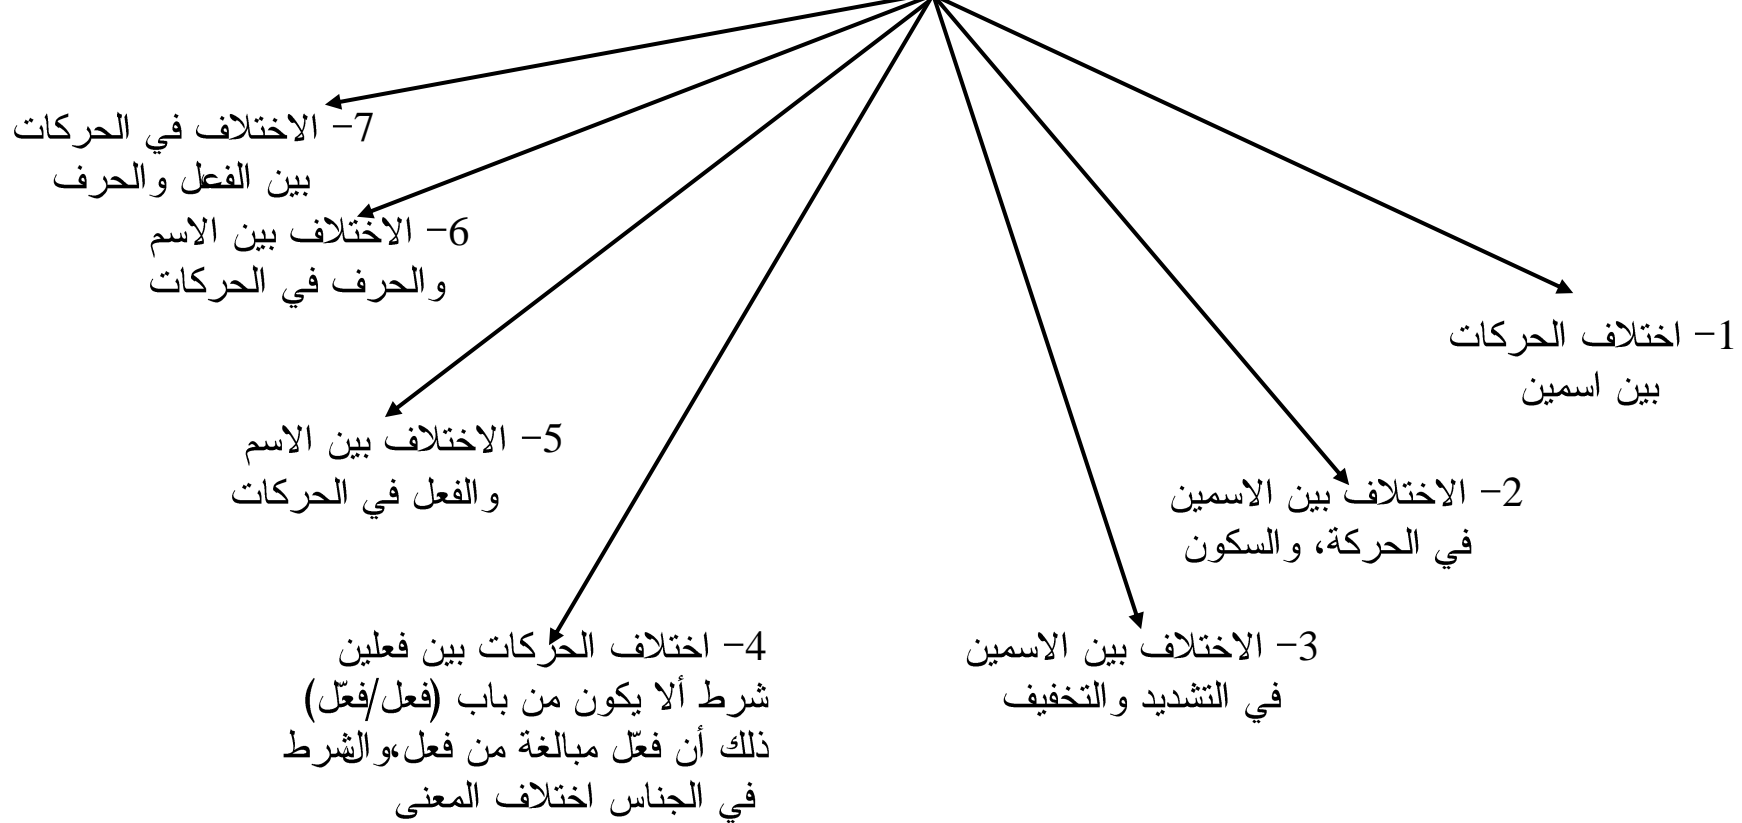 1- اختلاف الحركات
بين اسمين
2- الاختلاف بين الاسمين
في الحركة، والسكون
3- الاختلاف بين الاسمين
في التشديد والتخفيف
4- اختلاف الحركات بين فعلين
شرط ألا يكون من باب (فعل/فعّل)
ذلك أن فعّل مبالغة من فعل،والشرط
في الجناس اختلاف المعنى
5- الاختلاف بين الاسم
والفعل في الحركات
6- الاختلاف بين الاسم
والحرف في الحركات
7- الاختلاف في الحركات
بين الفعل والحرف